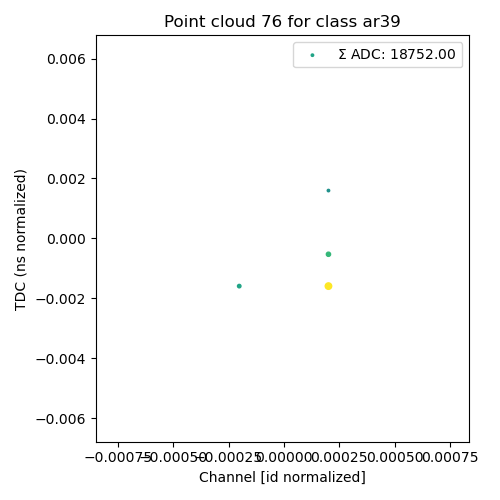 Point cloud 76 for class ar39
Σ ADC: 18752.00
TDC (ns normalized)
0.006
0.004
0.002
0.000
−0.002
−0.004
−0.006
−0.00075 −0.00050 −0.00025 0.00000 0.00025 0.00050 0.00075
Channel [id normalized]